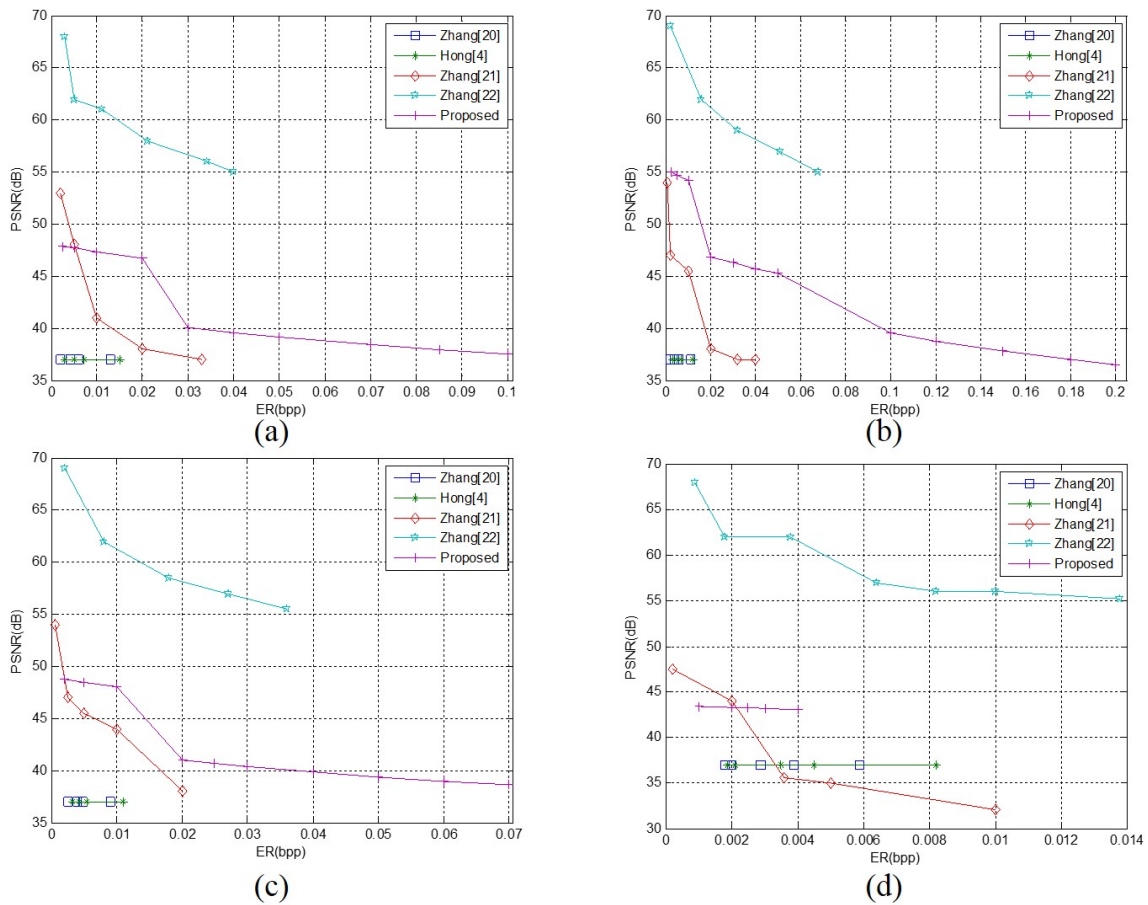 70
65
60
55
50
45
40
35
PSNR(dB)
0
0.01
0.02
0.03
0.04
0.05
0.06
0.07
0.08
0.09
0.1
ER(bpp)
Zhang[20]
Hong[4]
Zhang[21]
Zhang[22]
Proposed
(a)
70
65
60
55
50
45
40
35
PSNR(dB)
0
0.02
0.04
0.06
0.08
0.1
0.12
0.14
0.16
0.18
0.2
ER(bpp)
Zhang[20]
Hong[4]
Zhang[21]
Zhang[22]
Proposed
(b)
70
65
60
55
50
45
40
35
PSNR(dB)
0
0.01
0.02
0.03
0.04
0.05
0.06
0.07
ER(bpp)
Zhang[20]
Hong[4]
Zhang[21]
Zhang[22]
Proposed
(c)
70
65
60
55
50
45
40
35
30
PSNR(dB)
0
0.002
0.004
0.006
0.008
0.01
0.012
0.014
ER(bpp)
Zhang[20]
Hong[4]
Zhang[21]
Zhang[22]
Proposed
(d)